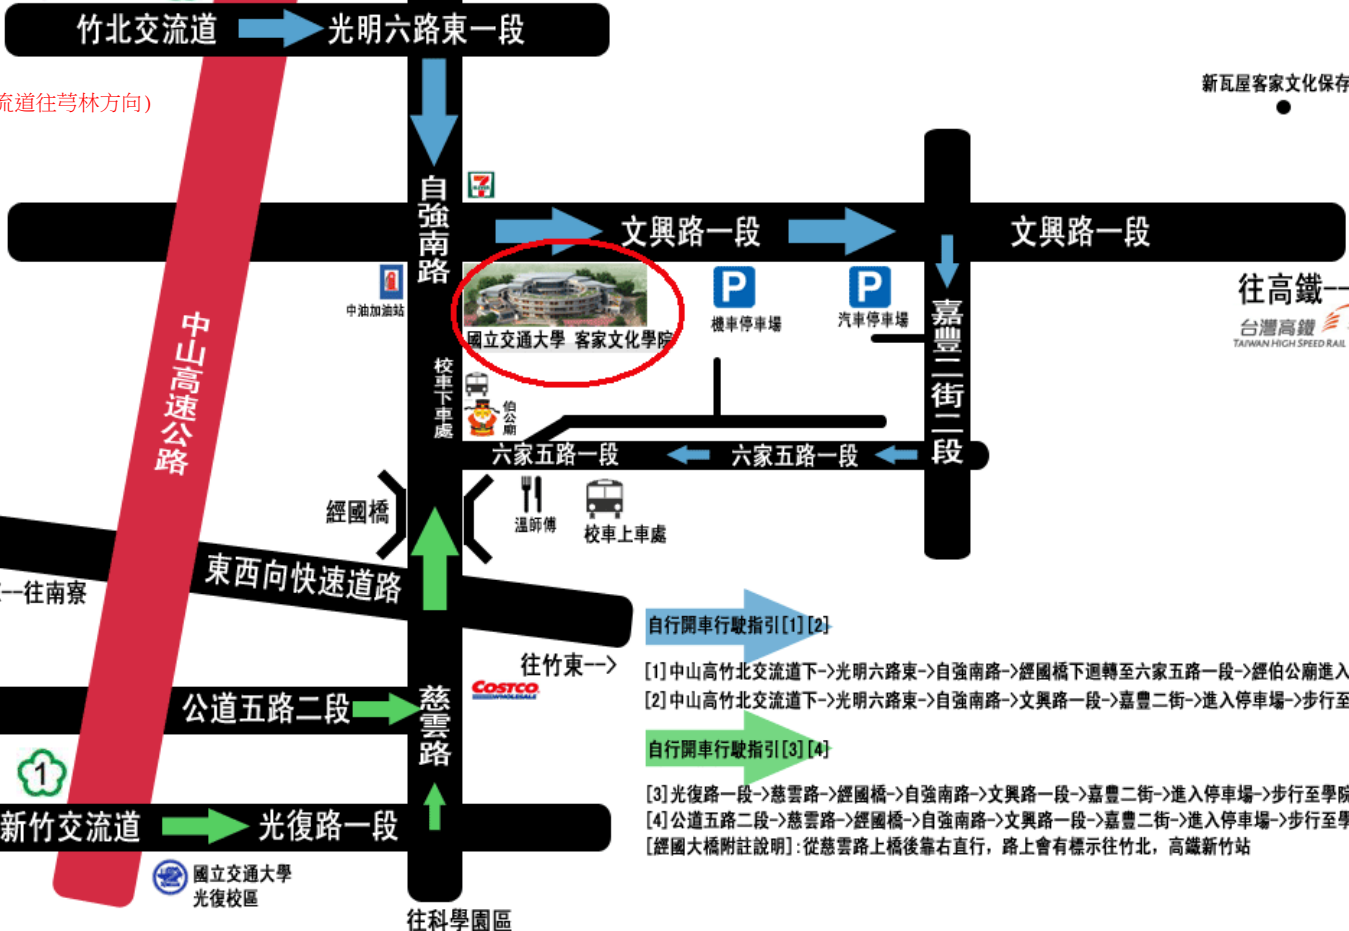 竹北交流道
光明六路東一段
流道往芎林方向)
新瓦屋客家文化保存
自強南路
7
ELEVEN
文興路一段
文興路一段
往高鐵--
台灣高鐵
TAIWAN HIGH SPEED RAIL
中油加油站
國立交通大學 客家文化學院
P
機車停車場
P
汽車停車場
嘉豐二街二段
中山高速公路
校車下車處
伯公廟
六家五路一段
六家五路一段
經國橋
溫師傅
校車上車處
東西向快速道路
--往南寮
往竹東-->
自行開車行駛指引[1][2]
[1]中山高竹北交流道下->光明六路東->自強南路->經國橋下迴轉至六家五路一段->經伯公廟進入
[2]中山高竹北交流道下->光明六路東->自強南路->文興路一段->嘉豐二街->進入停車場->步行至
公道五路二段
慈雲路
COSTCO
WHOLESALE
自行開車行駛指引[3][4]
[3]光復路一段->慈雲路->經國橋->自強南路->文興路一段->嘉豐二街->進入停車場->步行至學院
[4]公道五路二段->慈雲路->經國橋->自強南路->文興路一段->嘉豐二街->進入停車場->步行至學
[經國大橋附註說明]:從慈雲路上橋後靠右直行, 路上會有標示往竹北, 高鐵新竹站
1
新竹交流道
光復路一段
國立交通大學
光復校區
往科學園區